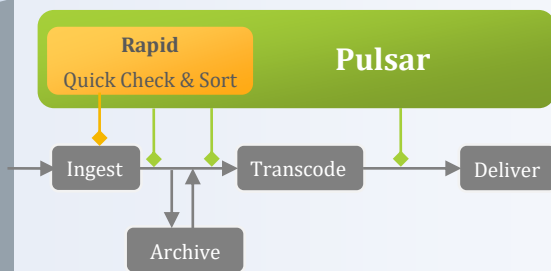 Rapid
Quick Check & Sort
Pulsar
Ingest
Transcode
Deliver
Archive